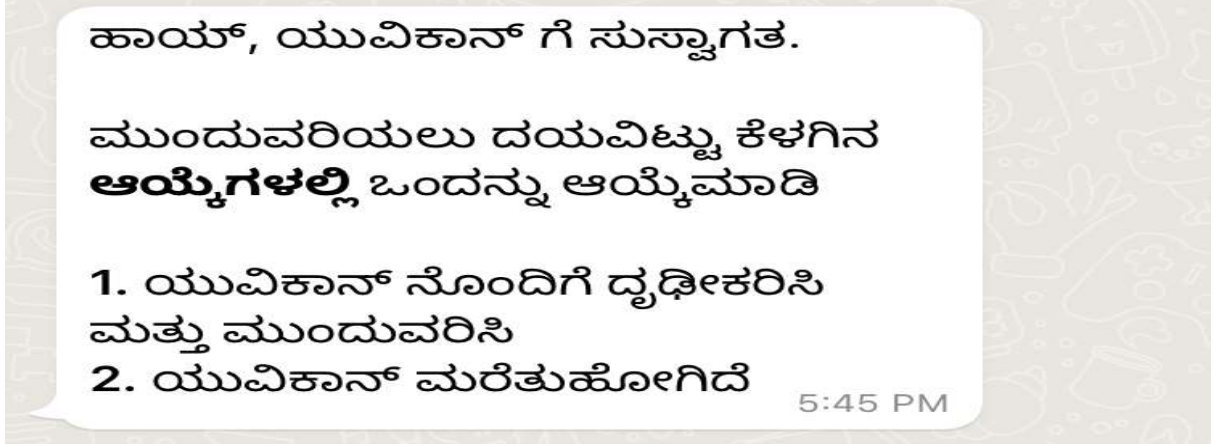 ಹಾಯ್, ಯುವಿಕಾನ್ ಗೆ ಸುಸ್ವಾಗತ.
ಮುಂದುವರಿಯಲು ದಯವಿಟ್ಟು ಕೆಳಗಿನ
ಆಯ್ಕೆಗಳಲ್ಲಿ ಒಂದನ್ನು ಆಯ್ಕೆಮಾಡಿ
1. ಯುವಿಕಾನ್ ನೊಂದಿಗೆ ದೃಢೀಕರಿಸಿ
ಮತ್ತು ಮುಂದುವರಿಸಿ
2. ಯುವಿಕಾನ್ ಮರೆತುಹೋಗಿದೆ
5:45 PM